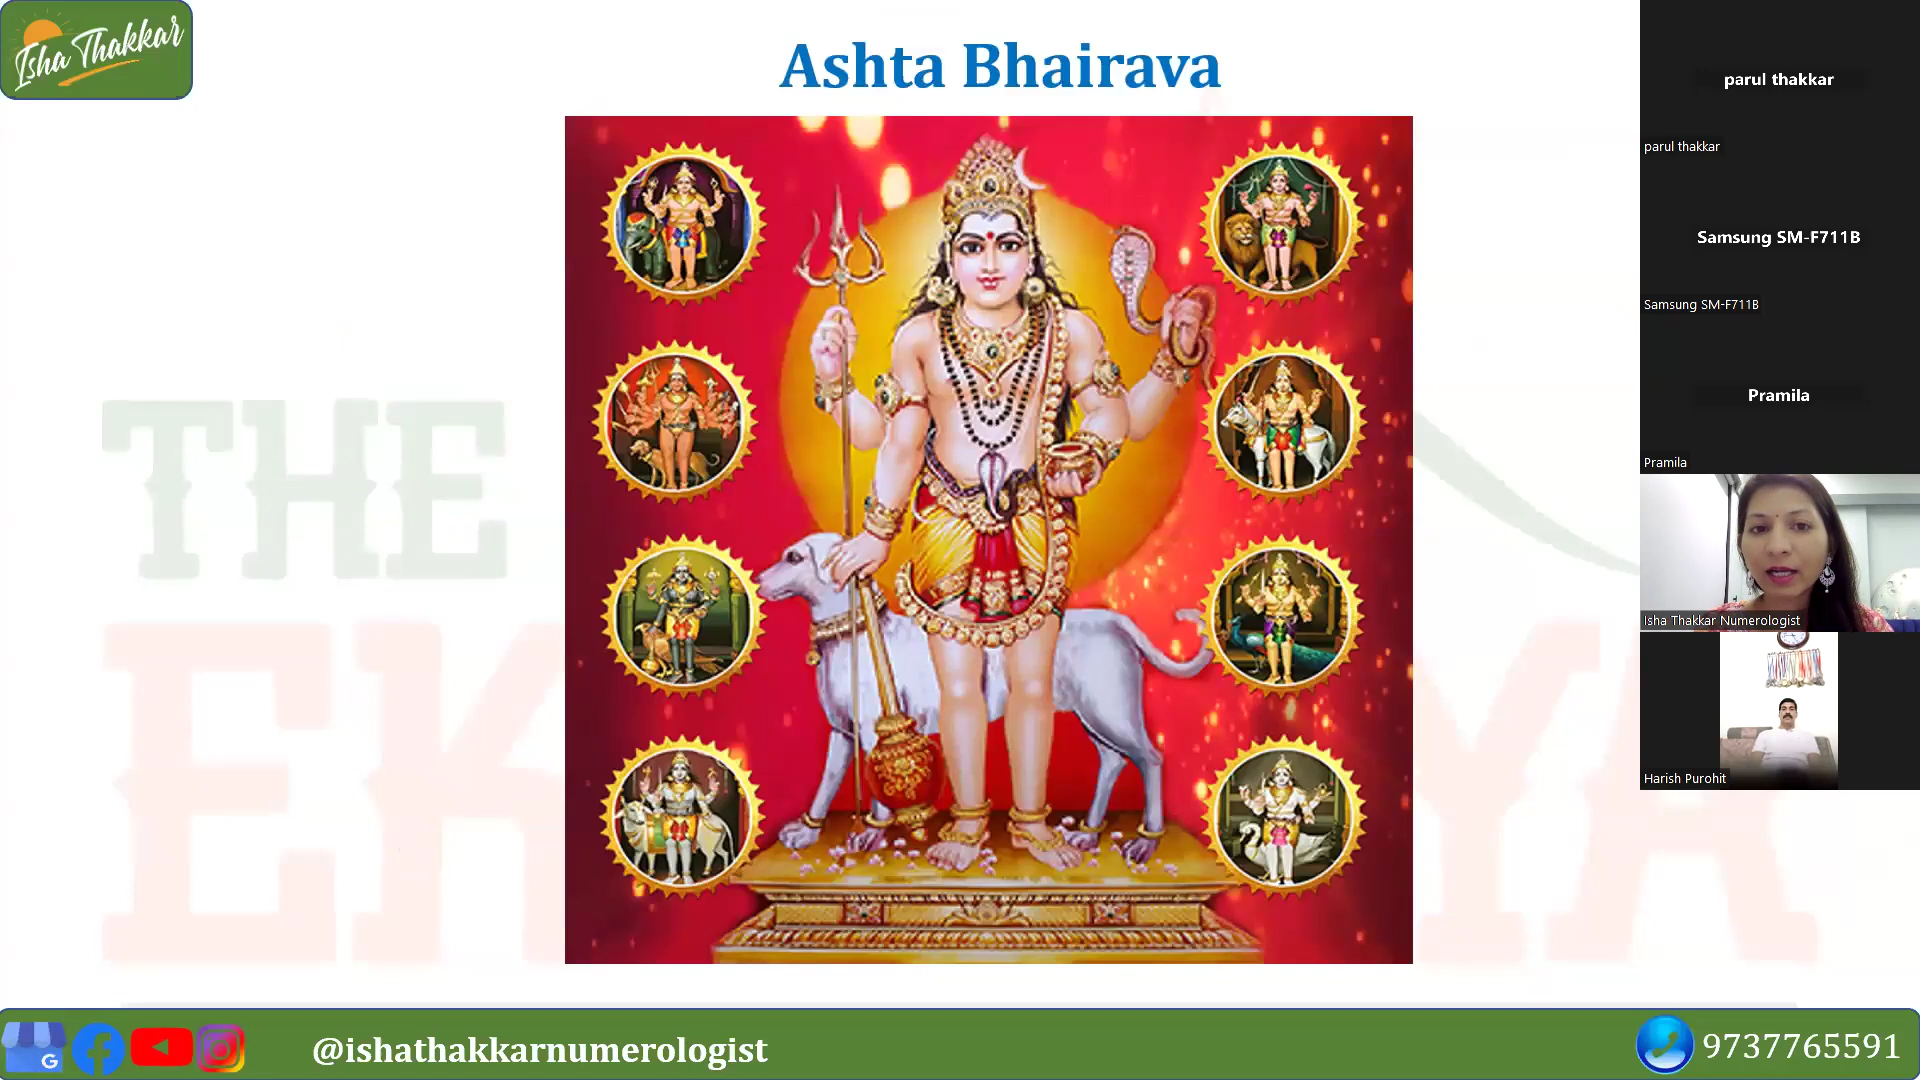 Isha Thakkar
Ashta Bhairava
THE
parul thakkar
parul thakkar
Samsung SM-F711B
Samsung SM-F711B
Pramila
Pramila
Isha Thakkar Numerologist
Harish Purohit
G
@ishathakkarnumerologist
9737765591